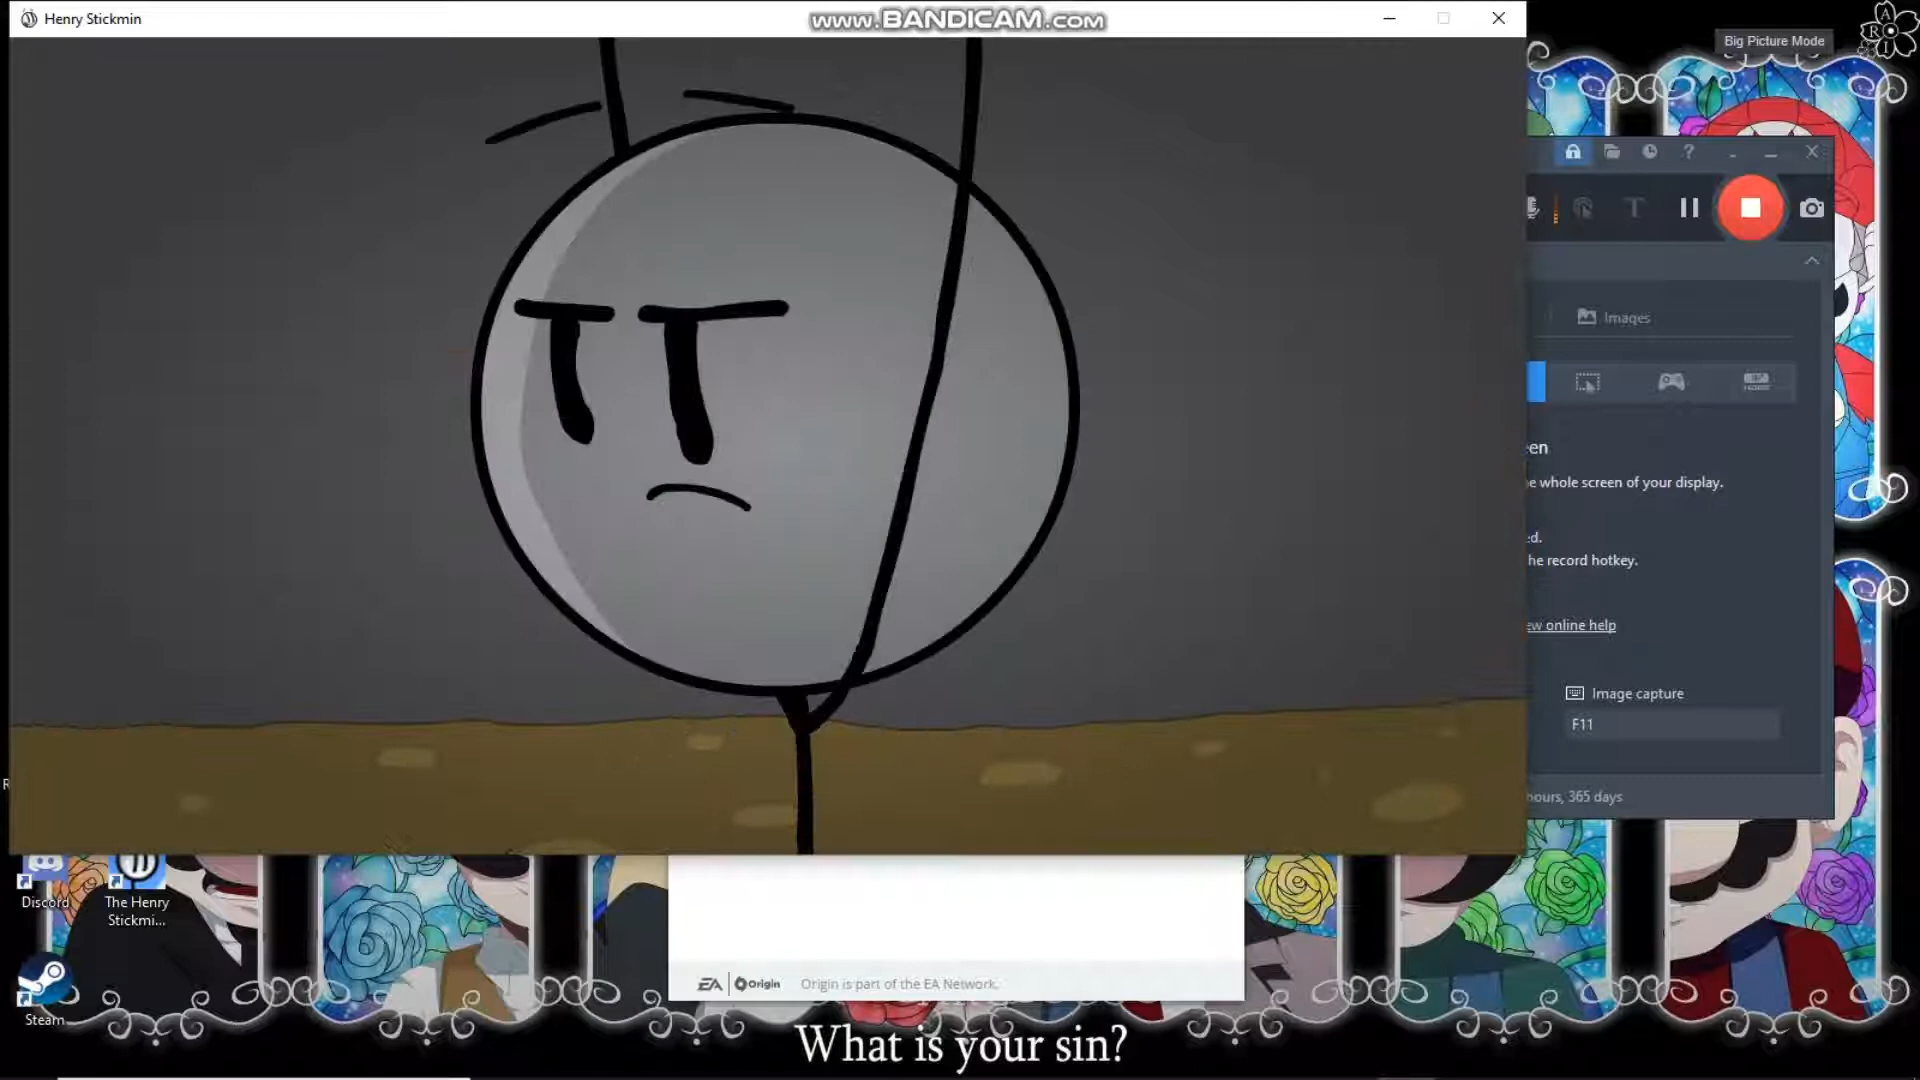 Henry Stickmin
www.BANDICAM.com
Big Picture Mode
A
R
I
?
T
Images
een
e whole screen of your display.
ed.
he record hotkey.
ew online help
Image capture
F11
hours, 365 days
R
Discord
The Henry
Stickmi...
Steam
EA
Origin
Origin is part of the EA Network.
What is your sin?